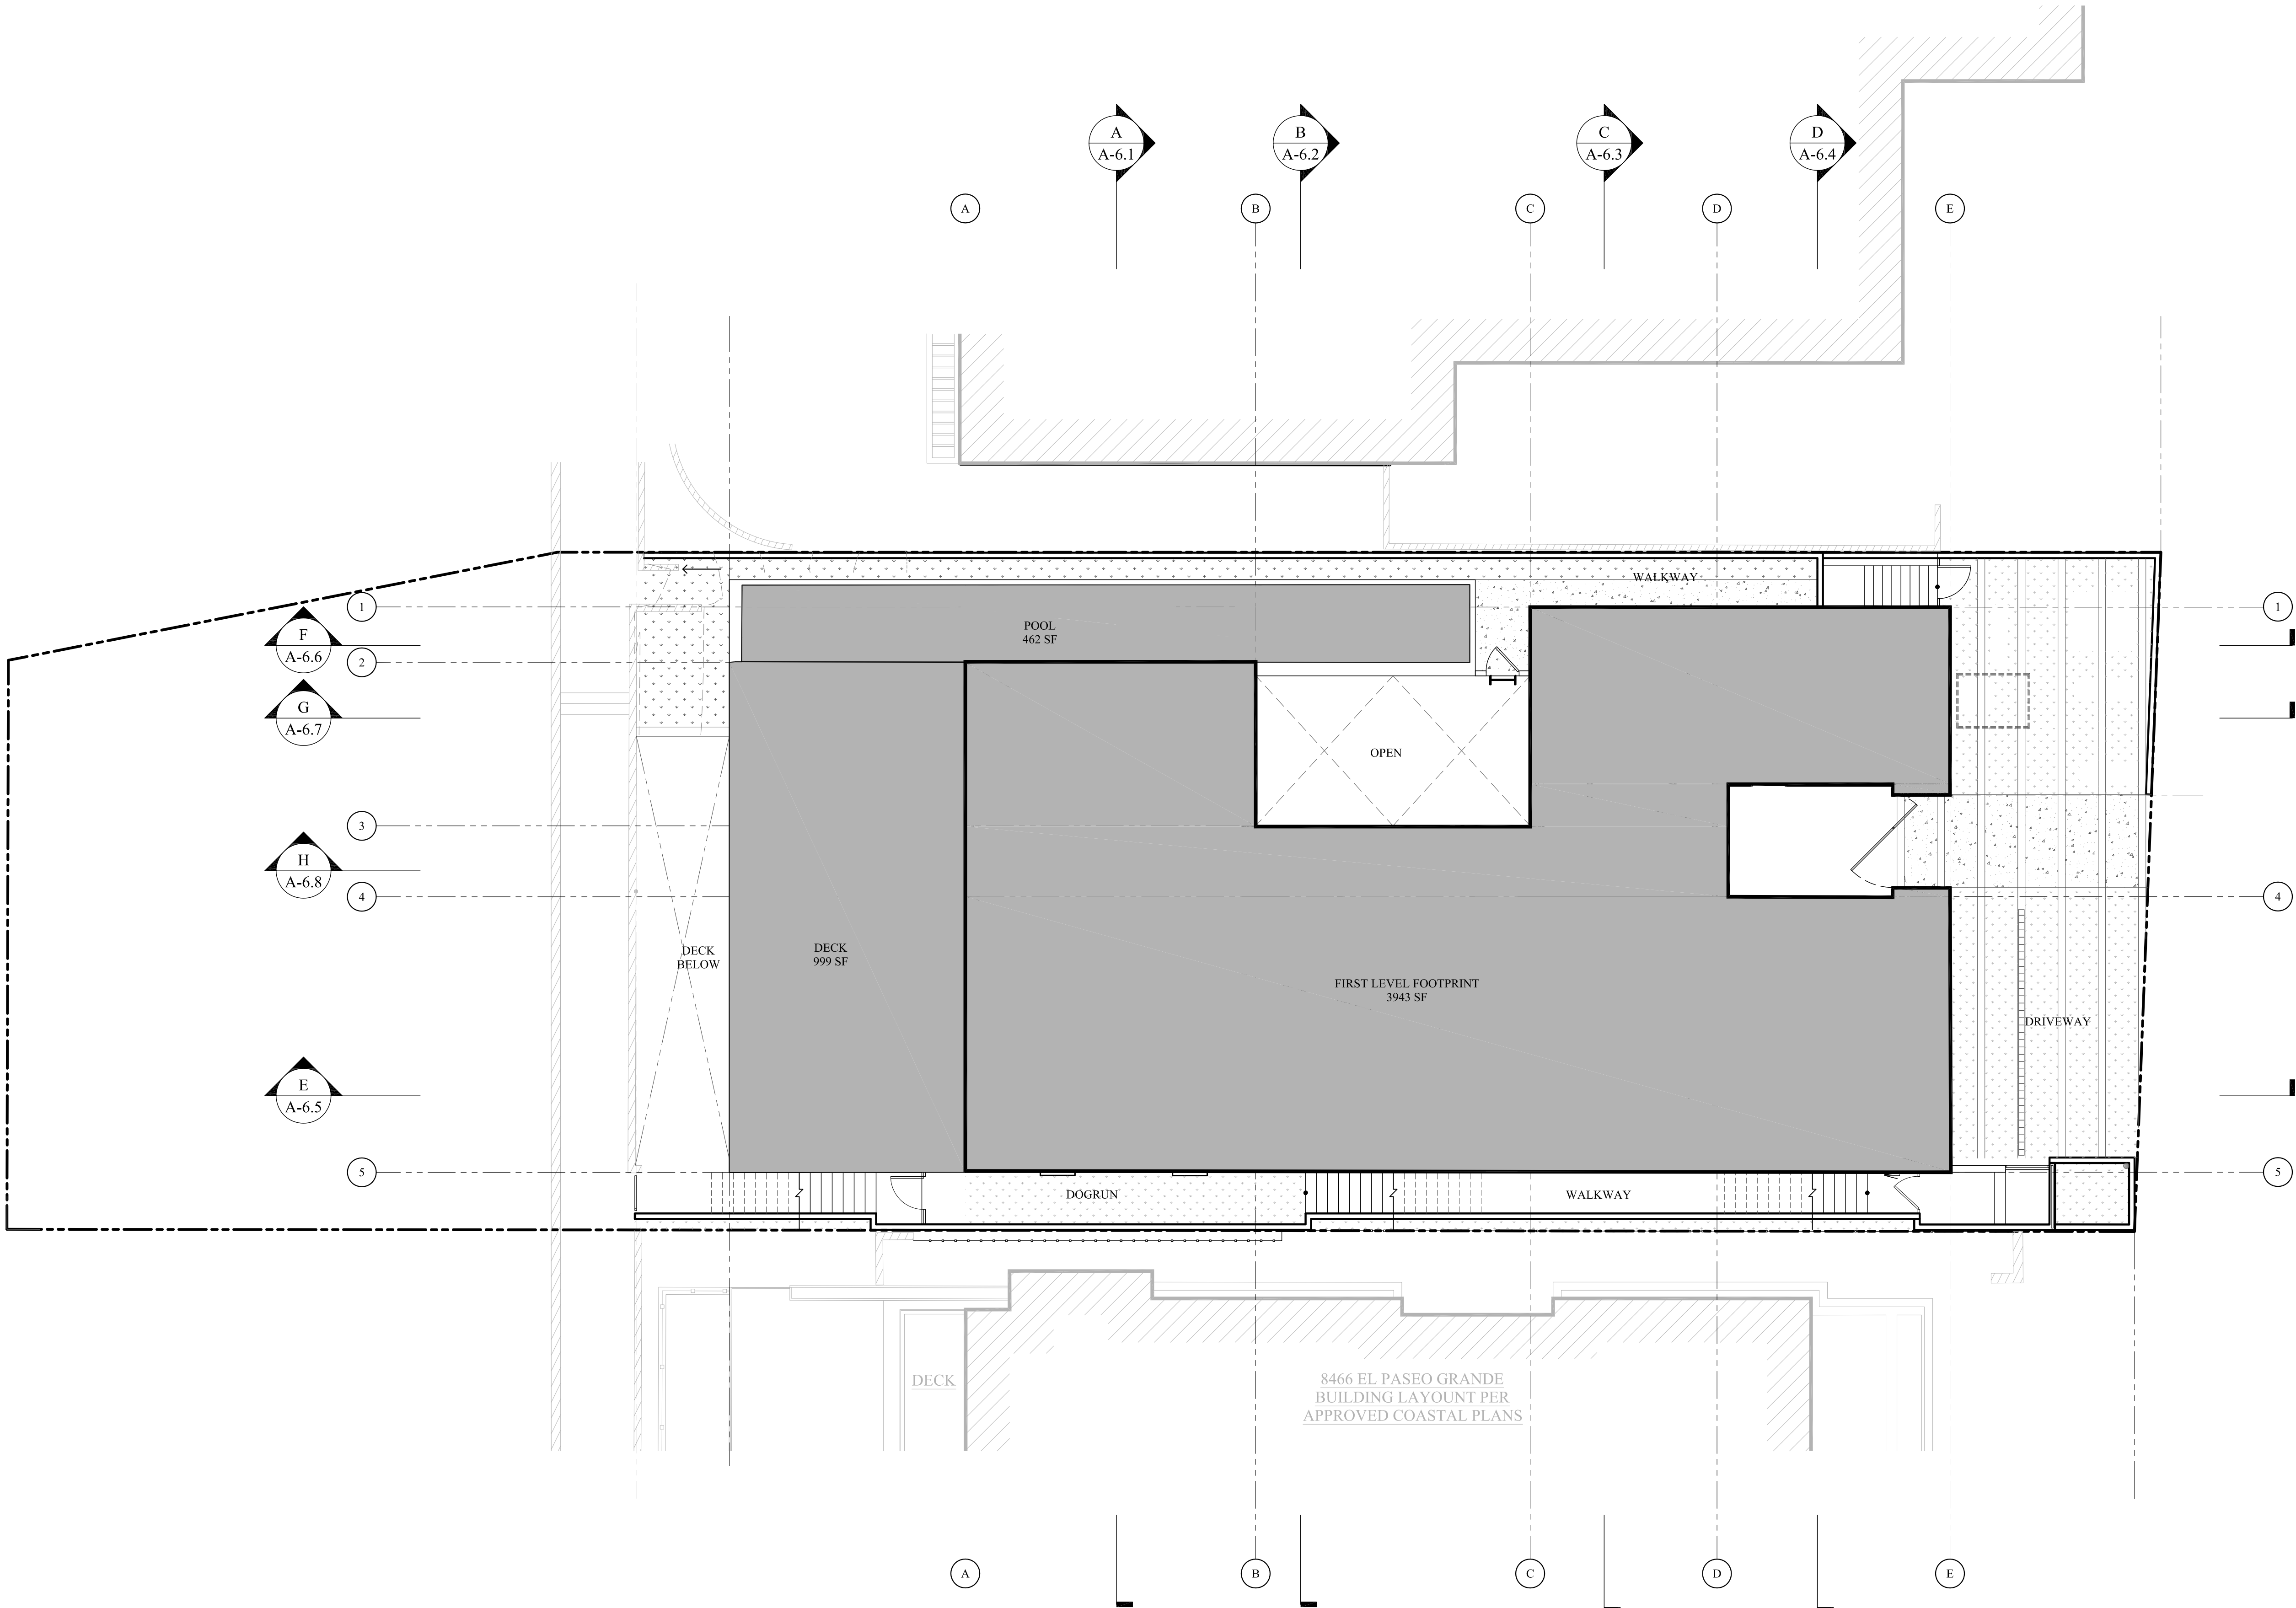 A
A-6.1
B
A-6.2
C
A-6.3
D
A-6.4
A
B
C
D
E
WALKWAY
1
1
POOL
462 SF
F
A-6.6
2
G
A-6.7
OPEN
3
H
A-6.8
4
4
DECK
BELOW
DECK
999 SF
FIRST LEVEL FOOTPRINT
3943 SF
DRIVEWAY
E
A-6.5
5
5
DOGRUN
WALKWAY
DECK
8466 EL PASEO GRANDE
BUILDING LAYOUNT PER
APPROVED COASTAL PLANS
A
B
C
D
E